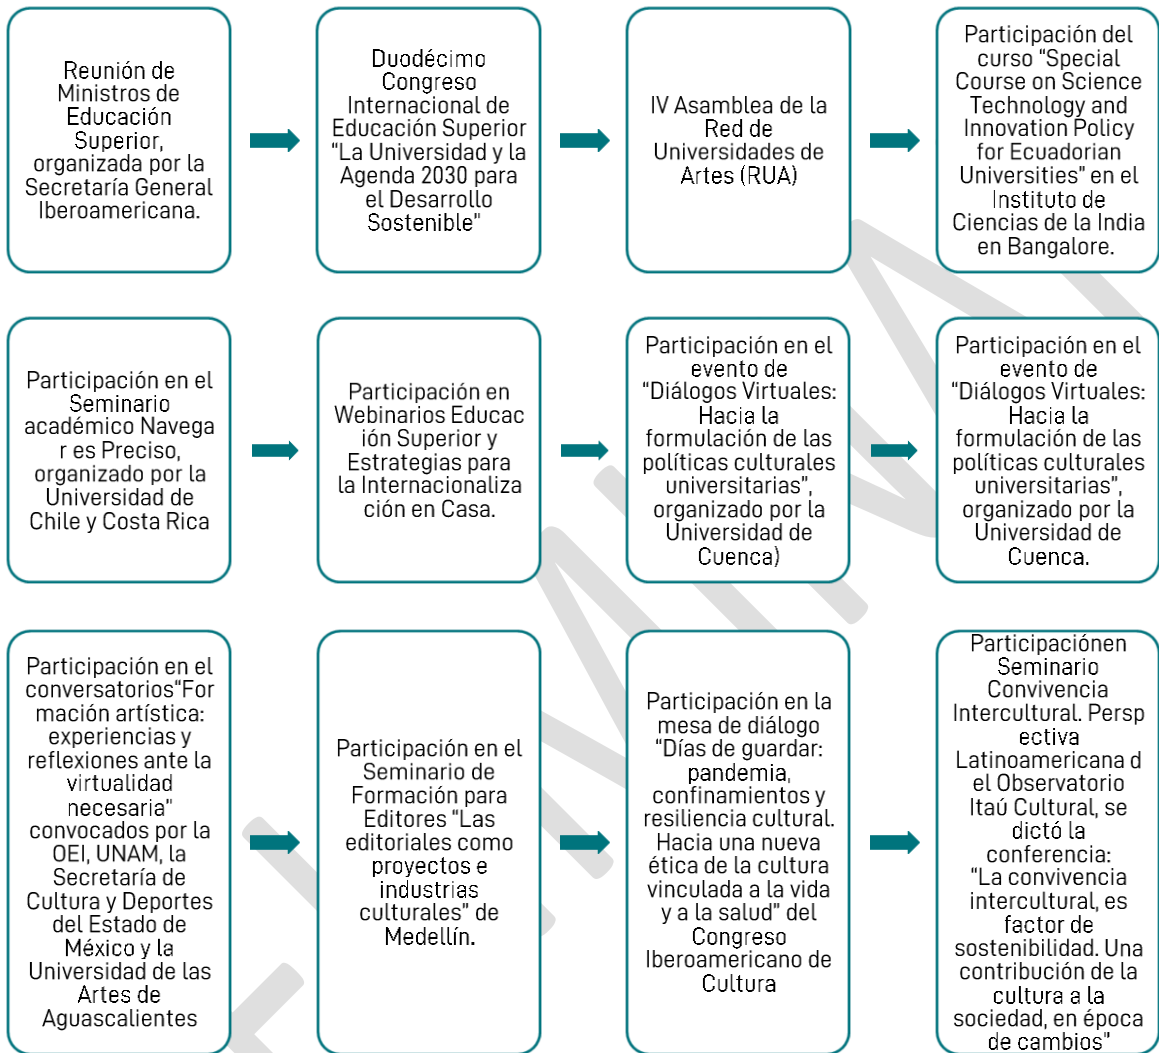 Reunión de
Ministros de
Educación
Superior,
organizada por la
Secretaría General
Iberoamericana.
Duodécimo
Congreso
Internacional de
Educación Superior
"La Universidad y la
Agenda 2030 para
el Desarrollo
Sostenible"
IV Asamblea de la
Red de
Universidades de
Artes (RUA)
Participación del
curso "Special
Course on Science
Technology and
Innovation Policy
for Ecuadorian
Universities" en el
Instituto de
Ciencias de la India
en Bangalore.
Participación en el
Seminario
académico Navega
r es Preciso,
organizado por la
Universidad de
Chile y Costa Rica
Participación en
Webinarios Educac
ión Superior y
Estrategias para
la Internacionaliza
ción en Casa.
Participación en el
evento de
"Diálogos Virtuales:
Hacia la
formulación de las
políticas culturales
universitarias",
organizado por la
Universidad de
Cuenca)
Participación en el
evento de
"Diálogos Virtuales:
Hacia la
formulación de las
políticas culturales
universitarias",
organizado por la
Universidad de
Cuenca.
Participación en el
conversatorios"For
mación artística:
experiencias y
reflexiones ante la
virtualidad
necesaria"
convocados por la
OEI, UNAM, la
Secretaría de
Cultura y Deportes
del Estado de
México y la
Universidad de las
Artes de
Aguascalientes
Participación en el
Seminario de
Formación para
Editores "Las
editoriales como
proyectos e
industrias
culturales" de
Medellín.
Participación en la
mesa de diálogo
"Días de guardar:
pandemia,
confinamientos y
resiliencia cultural.
Hacia una nueva
ética de la cultura
vinculada a la vida
y a la salud" del
Congreso
Iberoamericano de
Cultura
Participaciónen
Seminario
Convivencia
Intercultural. Persp
ectiva
Latinoamericana d
el Observatorio
Itaú Cultural, se
dictó la
conferencia:
"La convivencia
intercultural, es
factor de
sostenibilidad. Una
contribución de la
cultura a la
sociedad, en época
de cambios"